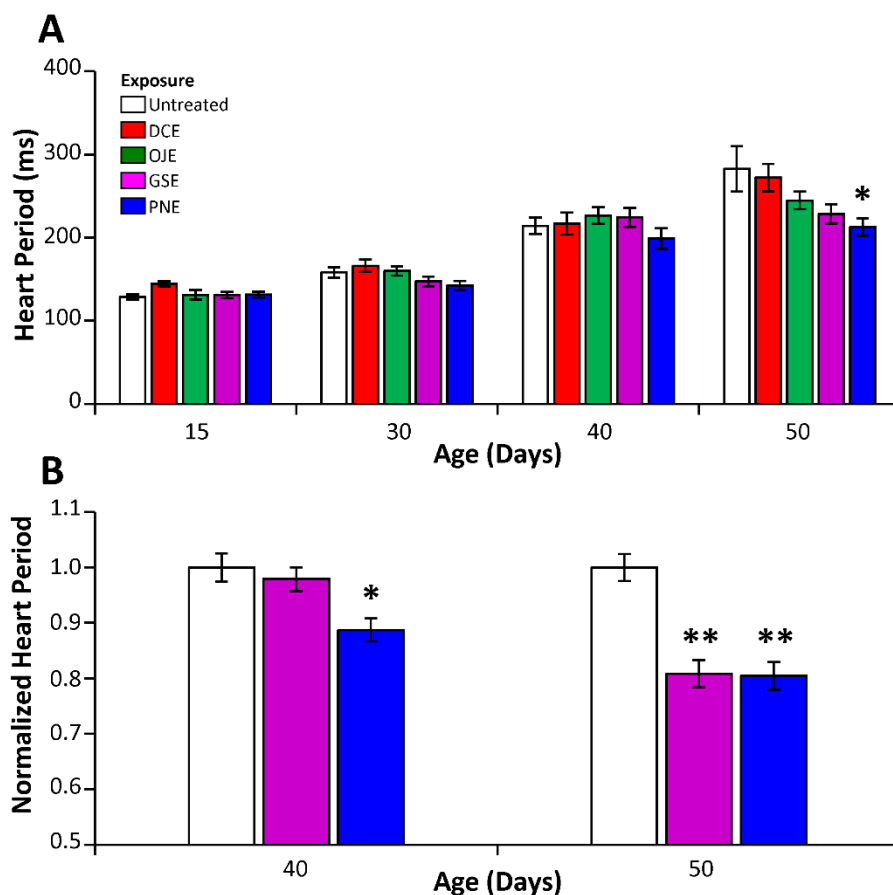 A
400
300
200
100
0
Heart Period (ms)
Exposure
Untreated
DCE
OJE
GSE
PNE
*
15 30 40 50
Age (Days)
B
1.1
1.0
0.9
0.8
0.7
0.6
0.5
Normalized Heart Period
*
** **
40 50
Age (Days)